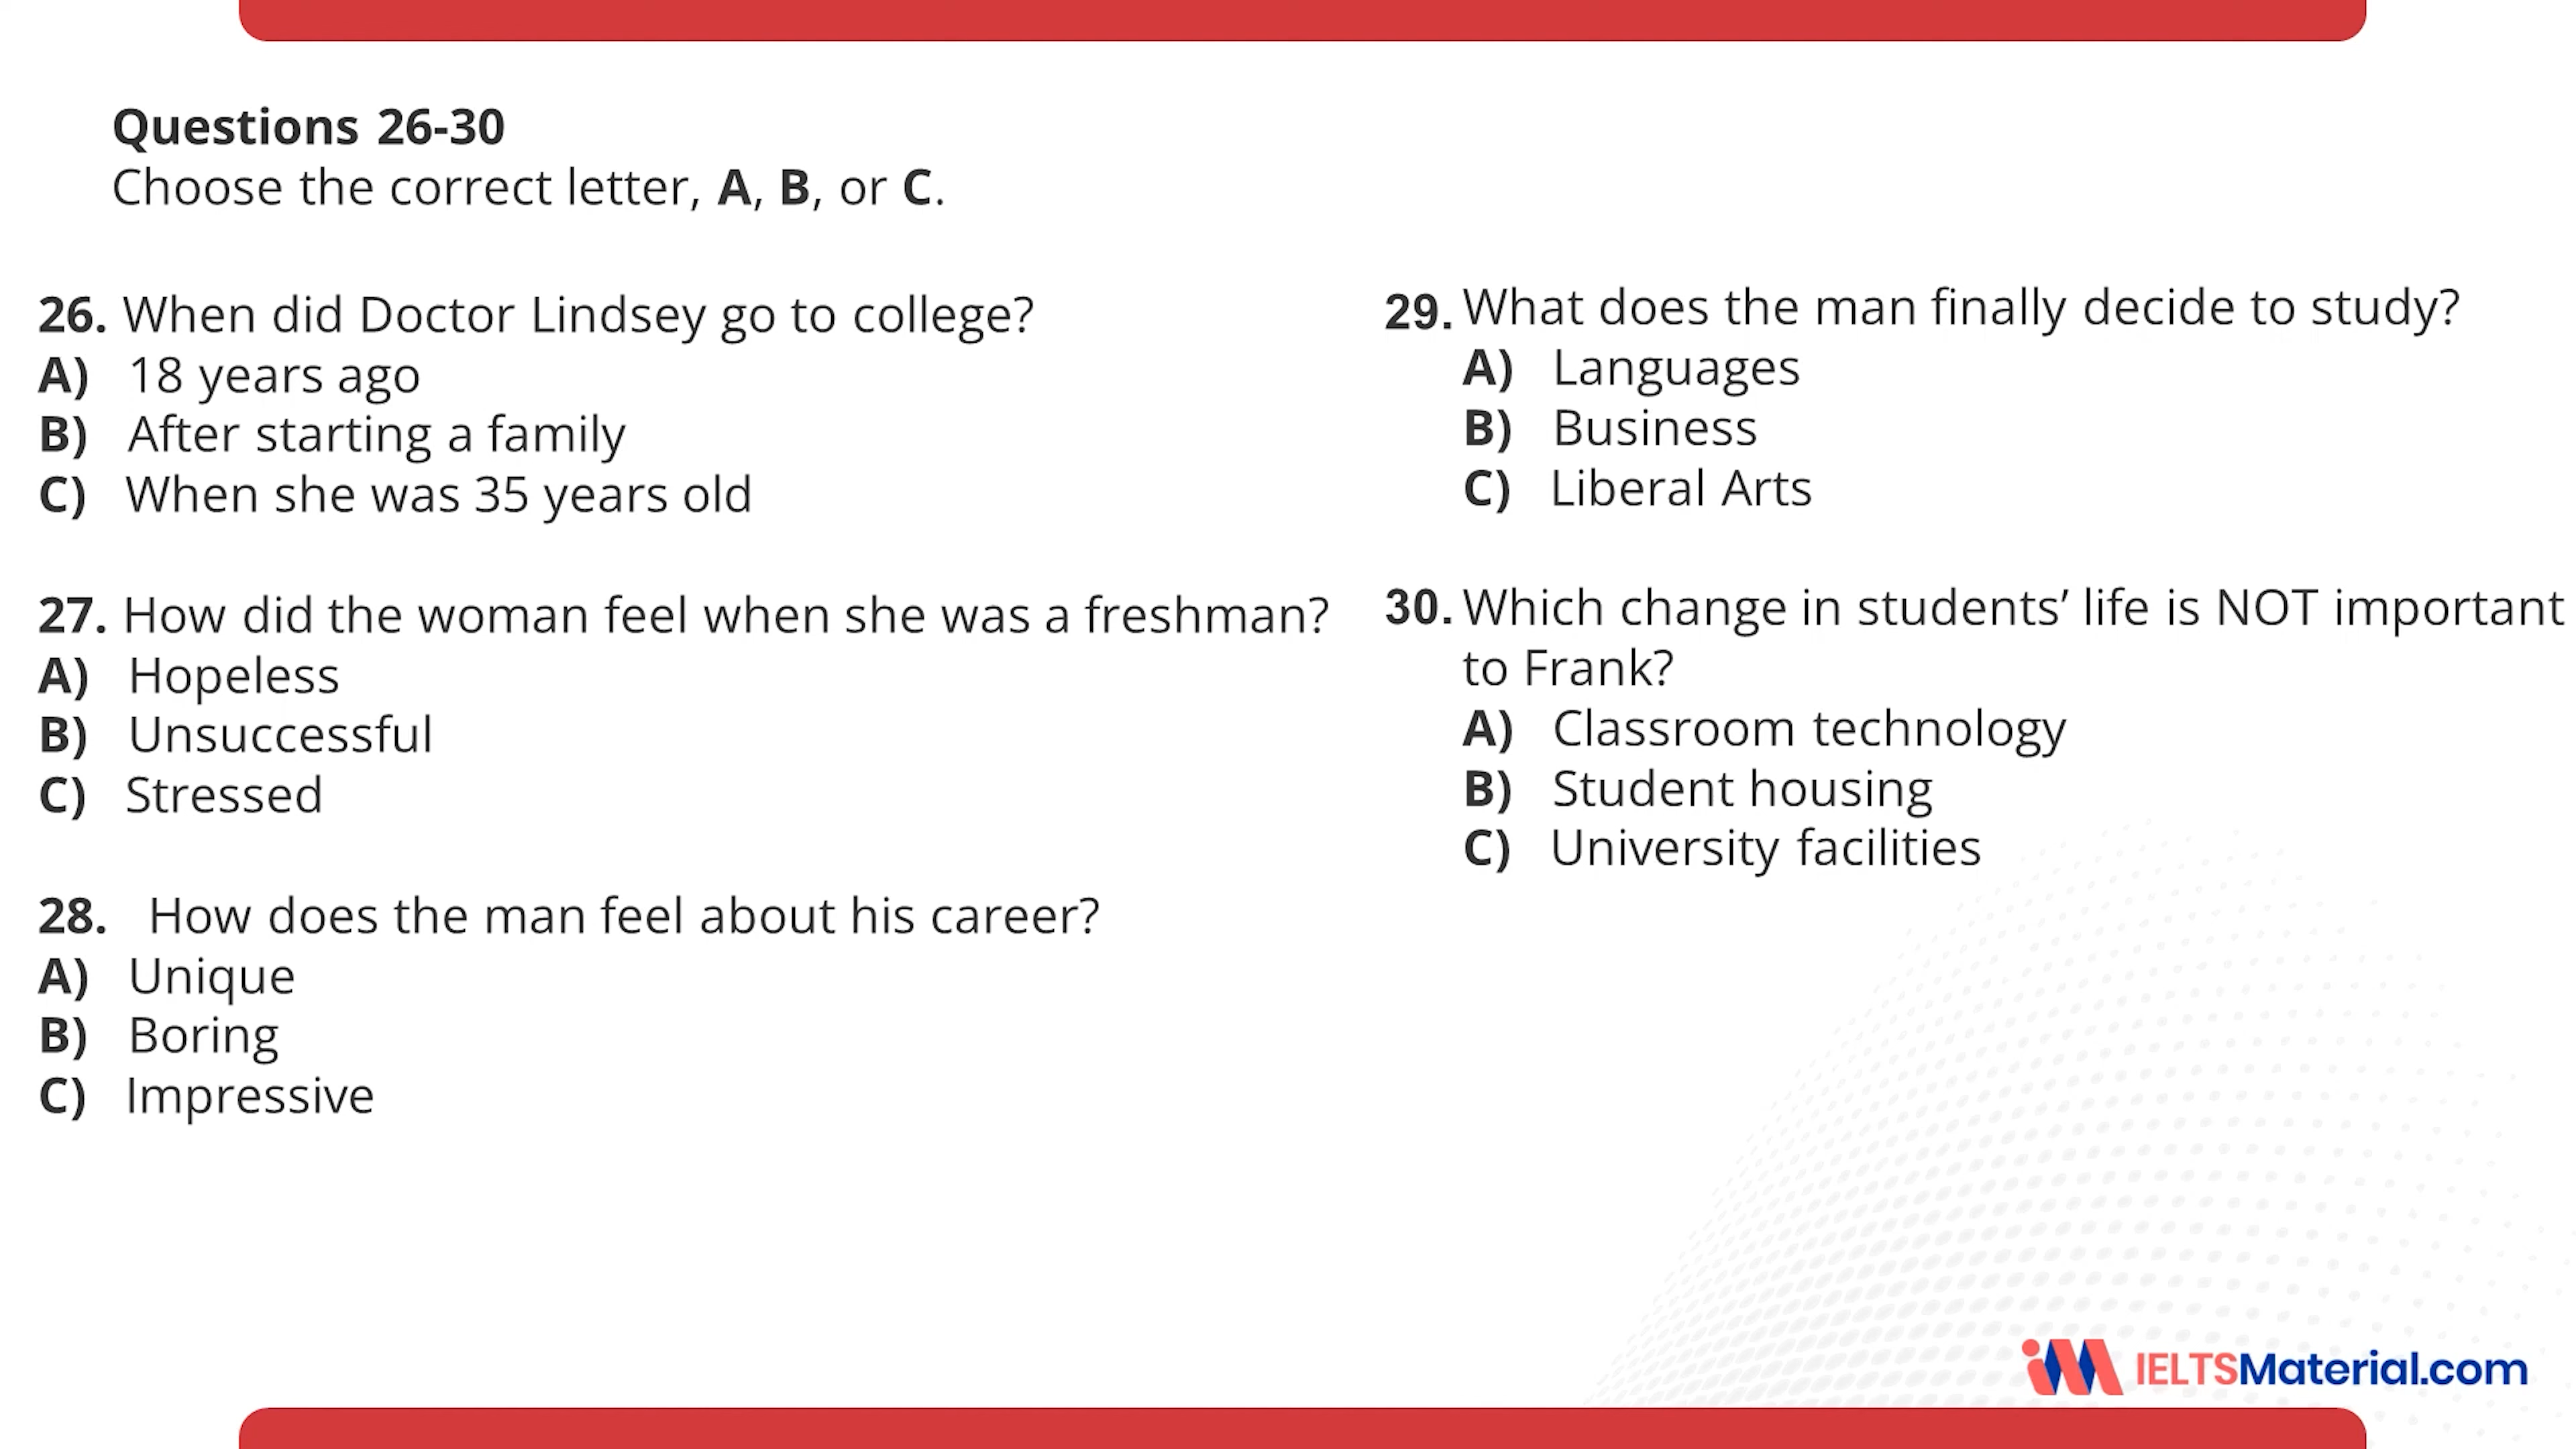 Questions 26-30
Choose the correct letter, A, B, or C.
26. When did Doctor Lindsey go to college?
A) 18 years ago
B) After starting a family
C) When she was 35 years old
27. How did the woman feel when she was a freshman?
A) Hopeless
B) Unsuccessful
C) Stressed
28. How does the man feel about his career?
A) Unique
B) Boring
C) Impressive
29. What does the man finally decide to study?
A) Languages
B) Business
C) Liberal Arts
30. Which change in students’ life is NOT important
to Frank?
A) Classroom technology
B) Student housing
C) University facilities
iM IELTSMaterial.com